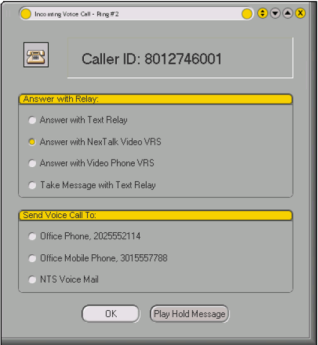 Incoming Voice Call - Ring #2
Caller ID: 8012746001
Answer with Relay:
Answer with Text Relay
Answer with NexTalk Video VRS
Answer with Video Phone VRS
Take Message with Text Relay
Send Voice Call To:
Office Phone, 2025552114
Office Mobile Phone, 3015557788
NTS Voice Mail
OK
Play Hold Message